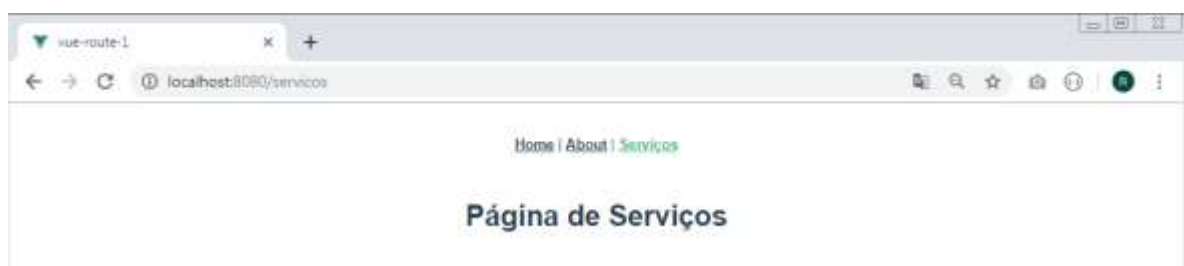 vue-route-1
localhost:8080/servicos
R
Home | About | Serviços
Página de Serviços